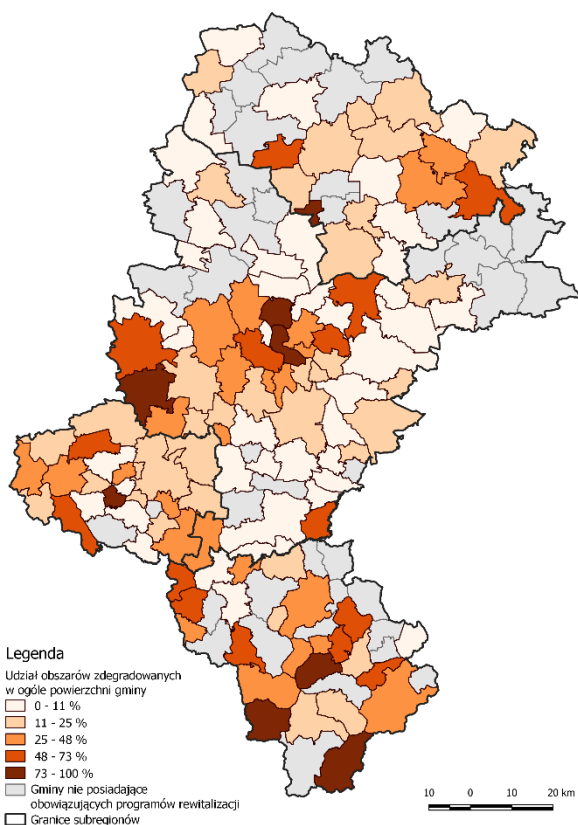 Legenda
Udział obszarów zdegradowanych
w ogóle powierzchni gminy
0 - 11 %
11 - 25 %
25 - 48 %
48 - 73 %
73 - 100 %
Gminy nie posiadające
obowiązujących programów rewitalizacji
Granice subregionów
10 0 10 20 km